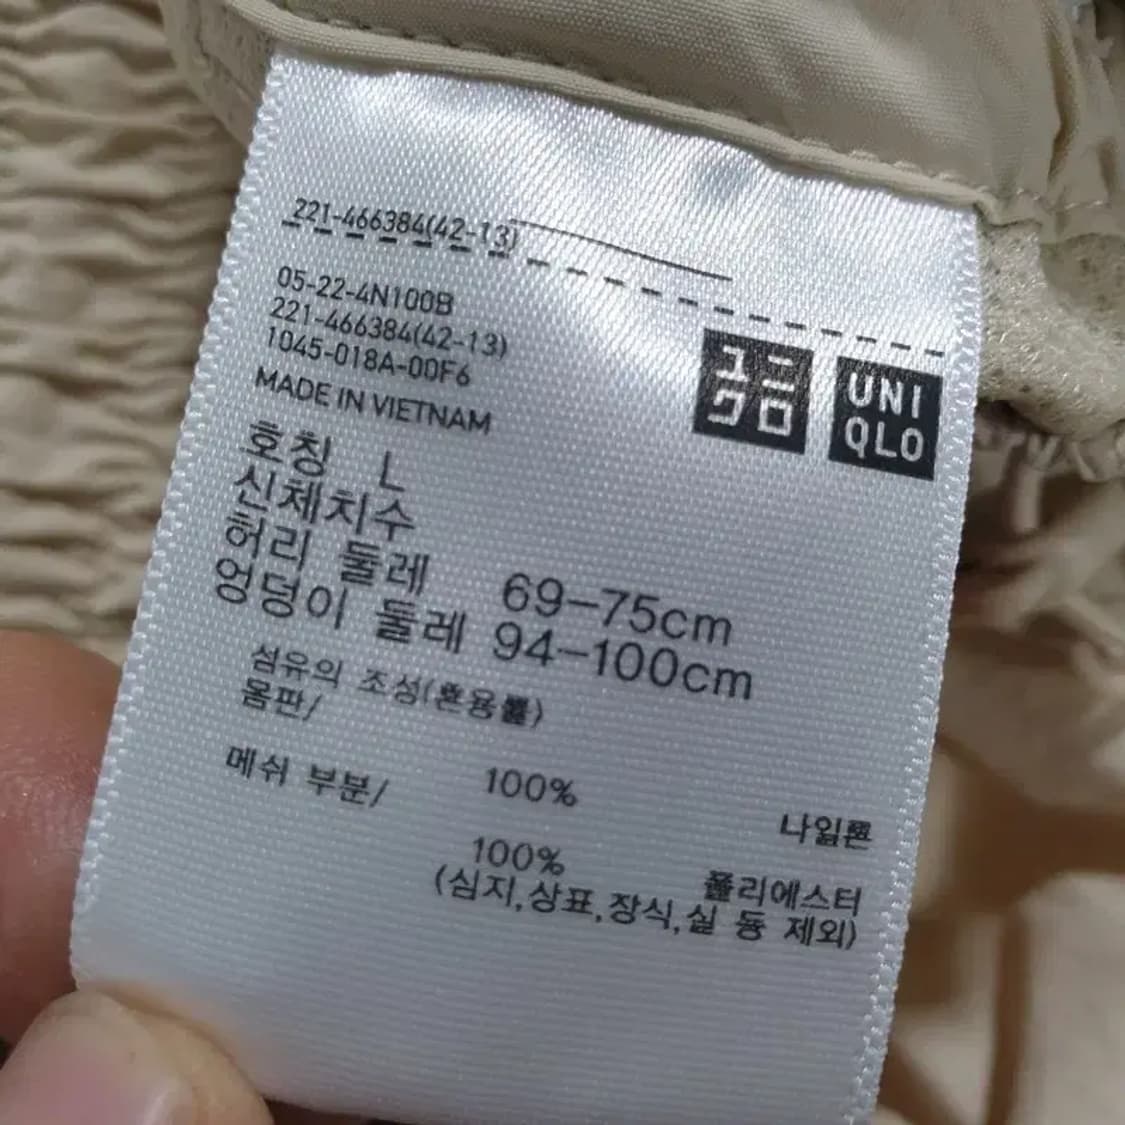 221-466384(42-13)
05-22-4N100B
221-466384(42-13)
1045-018A-00F6
MADE IN VIETNAM
ユニ
クロ
UNI
QLO
호칭 L
신체치수
허리 둘레 69-75cm
엉덩이 둘레 94-100cm
섬유의 조성(혼용률)
몸판/
100% 나일론
메쉬 부분/
100% 폴리에스터
(심지,상표,장식,실 등 제외)